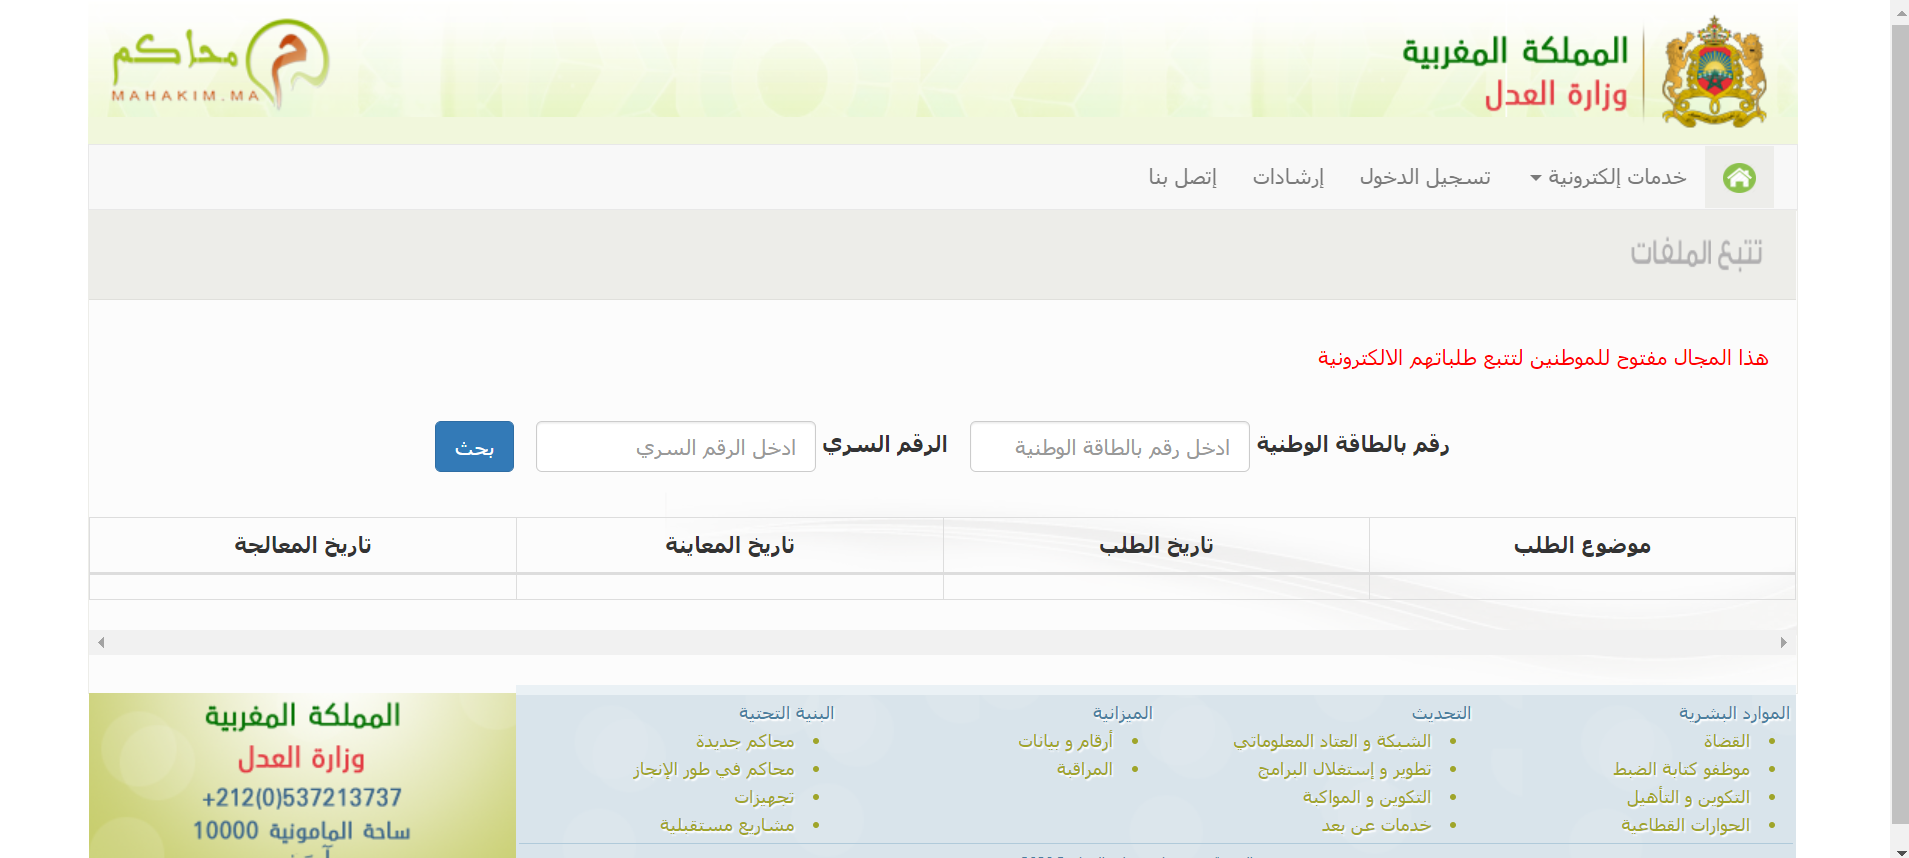 المملكة المغربية
وزارة العدل
محاكم
MAHAKIM.MA
خدمات إلكترونية
تسجيل الدخول
إرشادات
إتصل بنا
تتبع الملفات
هذا المجال مفتوح للموطنين لتتبع طلباتهم الالكترونية
رقم بالطاقة الوطنية
ادخل رقم بالطاقة الوطنية
الرقم السري
ادخل الرقم السري
بحث
موضوع الطلب
تاريخ الطلب
تاريخ المعاينة
تاريخ المعالجة
الموارد البشرية
القضاة
موظفو كتابة الضبط
التكوين و التأهيل
الحوارات القطاعية
التحديث
الشبكة و العتاد المعلوماتي
تطوير و إستغلال البرامج
التكوين و المواكبة
خدمات عن بعد
الميزانية
أرقام و بيانات
المراقبة
البنية التحتية
محاكم جديدة
محاكم في طور الإنجاز
تجهيزات
مشاريع مستقبلية
المملكة المغربية
وزارة العدل
+212(0)537213737
ساحة المامونية 10000